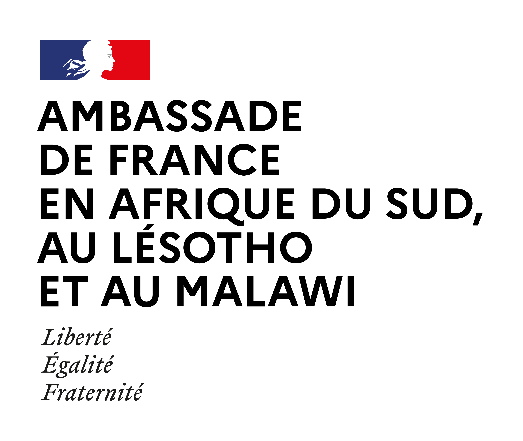 AMBASSADE
DE FRANCE
EN AFRIQUE DU SUD,
AU LÉSOTHO
ET AU MALAWI
Liberté
Égalité
Fraternité